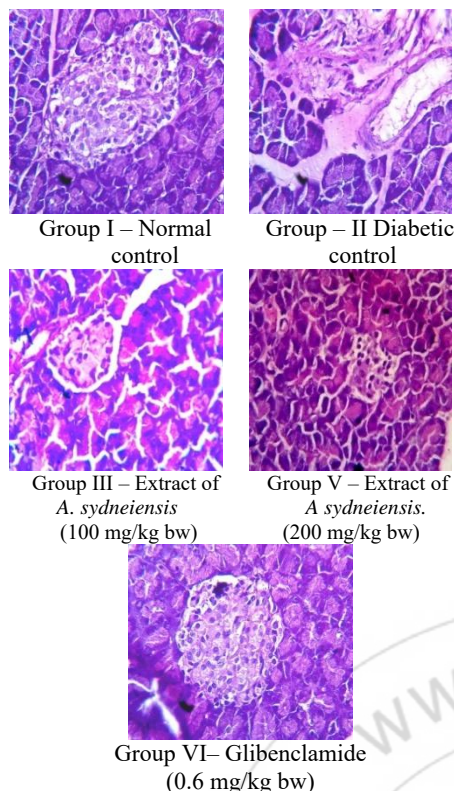 Group I – Normal
control
Group – II Diabetic
control
Group III – Extract of
A. sydneiensis
(100 mg/kg bw)
Group V – Extract of
A sydneiensis.
(200 mg/kg bw)
Group VI– Glibenclamide
(0.6 mg/kg bw)
WW